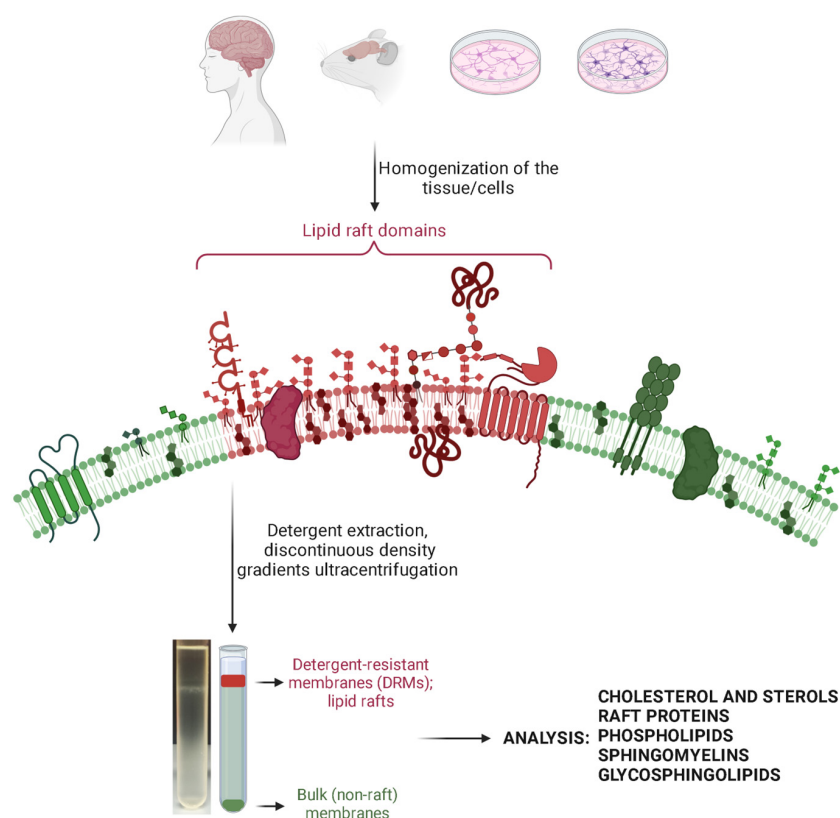 Homogenization of the
tissue/cells
Lipid raft domains
Detergent extraction,
discontinuous density
gradients ultracentrifugation
Detergent-resistant
membranes (DRMs);
lipid rafts
ANALYSIS:
CHOLESTEROL AND STEROLS
RAFT PROTEINS
PHOSPHOLIPIDS
SPHINGOMYELINS
GLYCOSPHINGOLIPIDS
Bulk (non-raft)
membranes